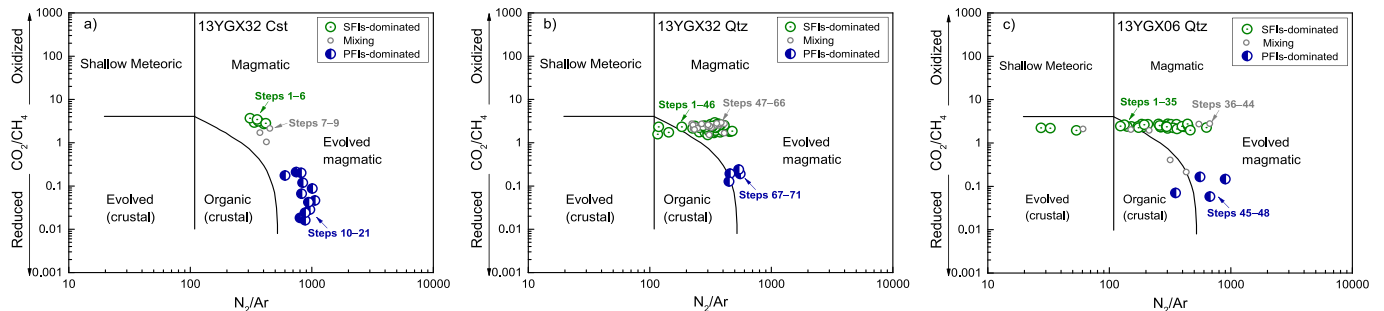 a)
13YGX32 Cst
SFIs-dominated
Mixing
PFIs-dominated
Shallow Meteoric
Magmatic
Steps 1–6
Steps 7–9
Evolved
magmatic
Evolved
(crustal)
Organic
(crustal)
Steps 10–21
Oxidized
CO₂/CH₄
Reduced
1000
100
10
1
0.1
0.01
0.001
10
100
1000
10000
N₂/Ar
b)
13YGX32 Qtz
SFIs-dominated
Mixing
PFIs-dominated
Shallow Meteoric
Magmatic
Steps 1–46
Steps 47–66
Evolved
magmatic
Evolved
(crustal)
Organic
(crustal)
Steps 67–71
Oxidized
CO₂/CH₄
Reduced
1000
100
10
1
0.1
0.01
0.001
10
100
1000
10000
N₂/Ar
c)
13YGX06 Qtz
SFIs-dominated
Mixing
PFIs-dominated
Shallow Meteoric
Magmatic
Steps 1–35
Steps 36–44
Evolved
magmatic
Evolved
(crustal)
Organic
(crustal)
Steps 45–48
Oxidized
CO₂/CH₄
Reduced
1000
100
10
1
0.1
0.01
0.001
10
100
1000
10000
N₂/Ar